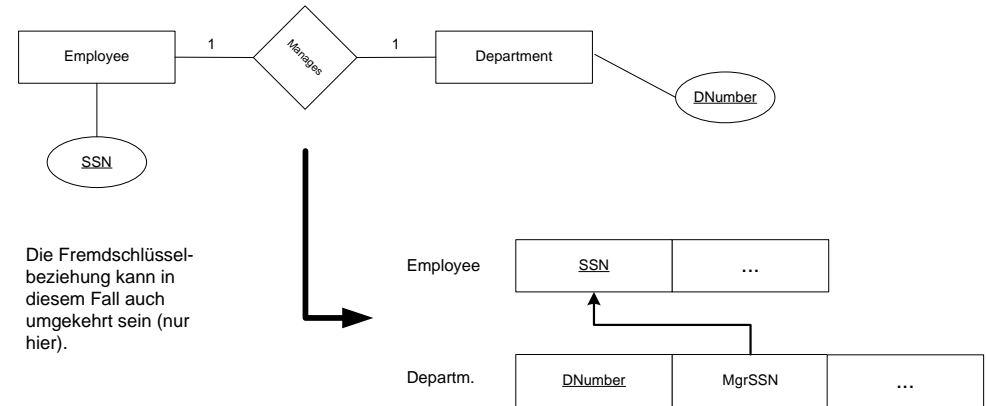 Employee
1
Manages
1
Department
DNumber
SSN
Die Fremdschlüssel-
beziehung kann in
diesem Fall auch
umgekehrt sein (nur
hier).
Employee
SSN
...
Departm.
DNumber
MgrSSN
...